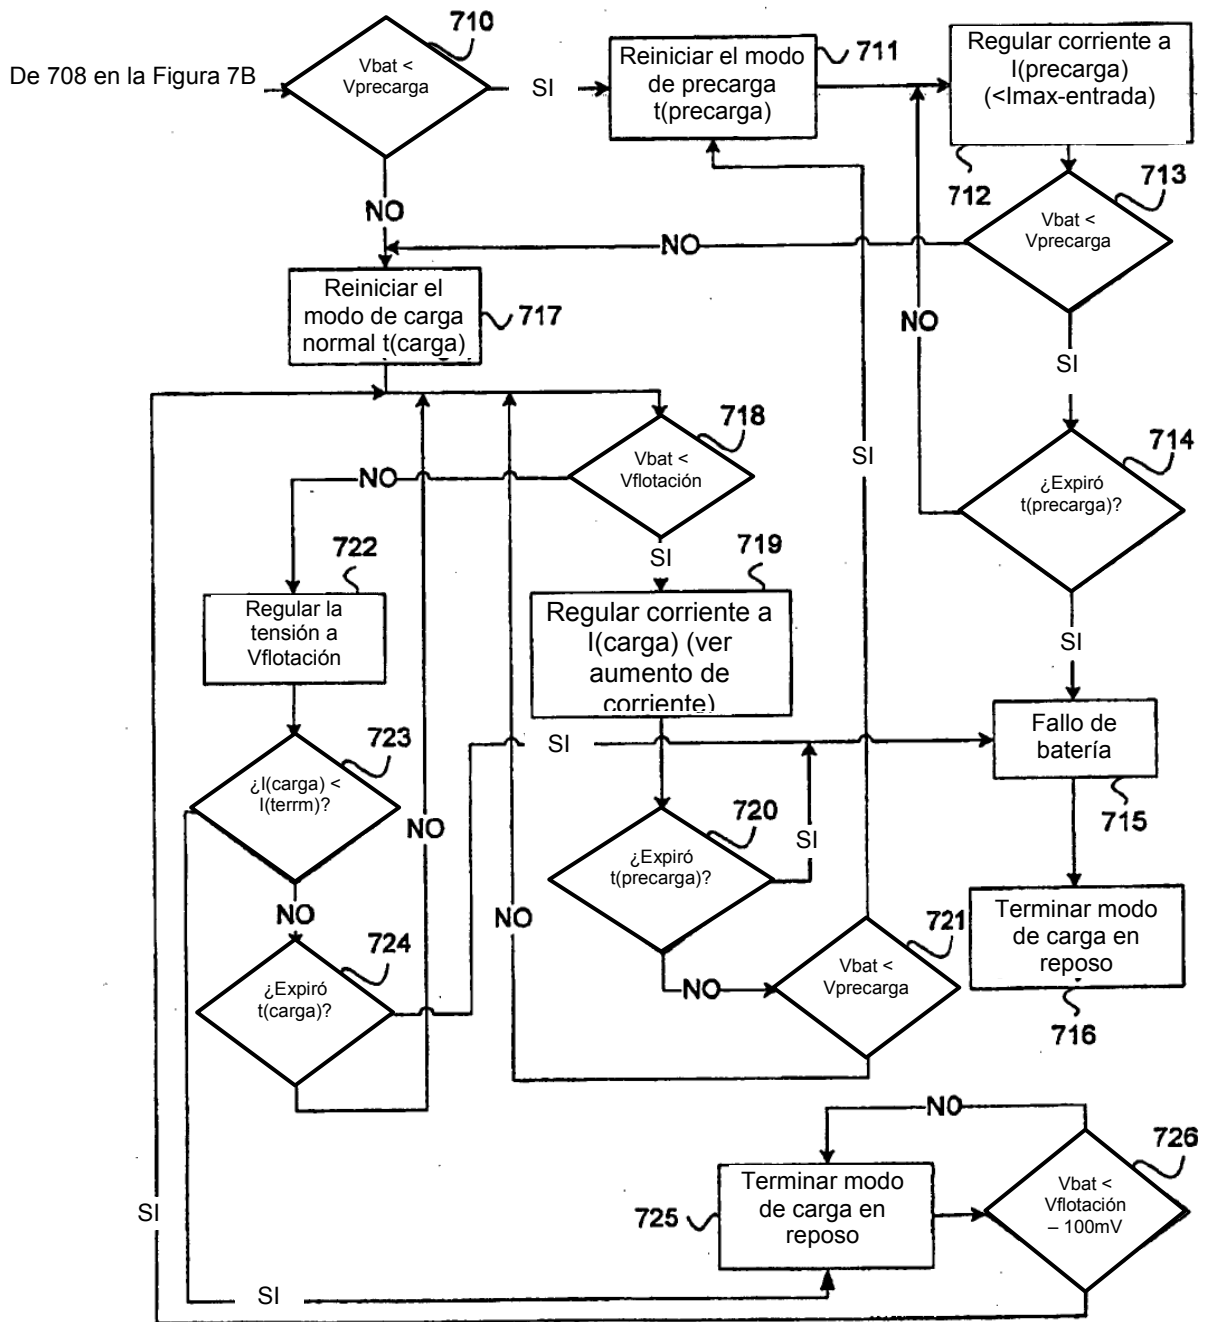 710
Vbat <
Vprecarga
De 708 en la Figura 7B
SI
Reiniciar el modo
de precarga
t(precarga)
711
Regular corriente a
I(precarga)
(<Imax-entrada)
712
713
Vbat <
Vprecarga
NO
NO
Reiniciar el
modo de carga
normal t(carga)
717
NO
SI
718
Vbat <
Vflotación
NO
SI
714
¿Expiró
t(precarga)?
722
Regular la
tensión a
Vflotación
SI
719
Regular corriente a
I(carga) (ver
aumento de
corriente)
SI
Fallo de
batería
715
723
¿I(carga) <
I(terrm)?
SI
NO
720
¿Expiró
t(precarga)?
SI
NO
724
¿Expiró
t(carga)?
NO
NO
721
Vbat <
Vprecarga
Terminar modo
de carga en
reposo
716
NO
726
Vbat <
Vflotación
– 100mV
Terminar modo
de carga en
reposo
725
SI
SI